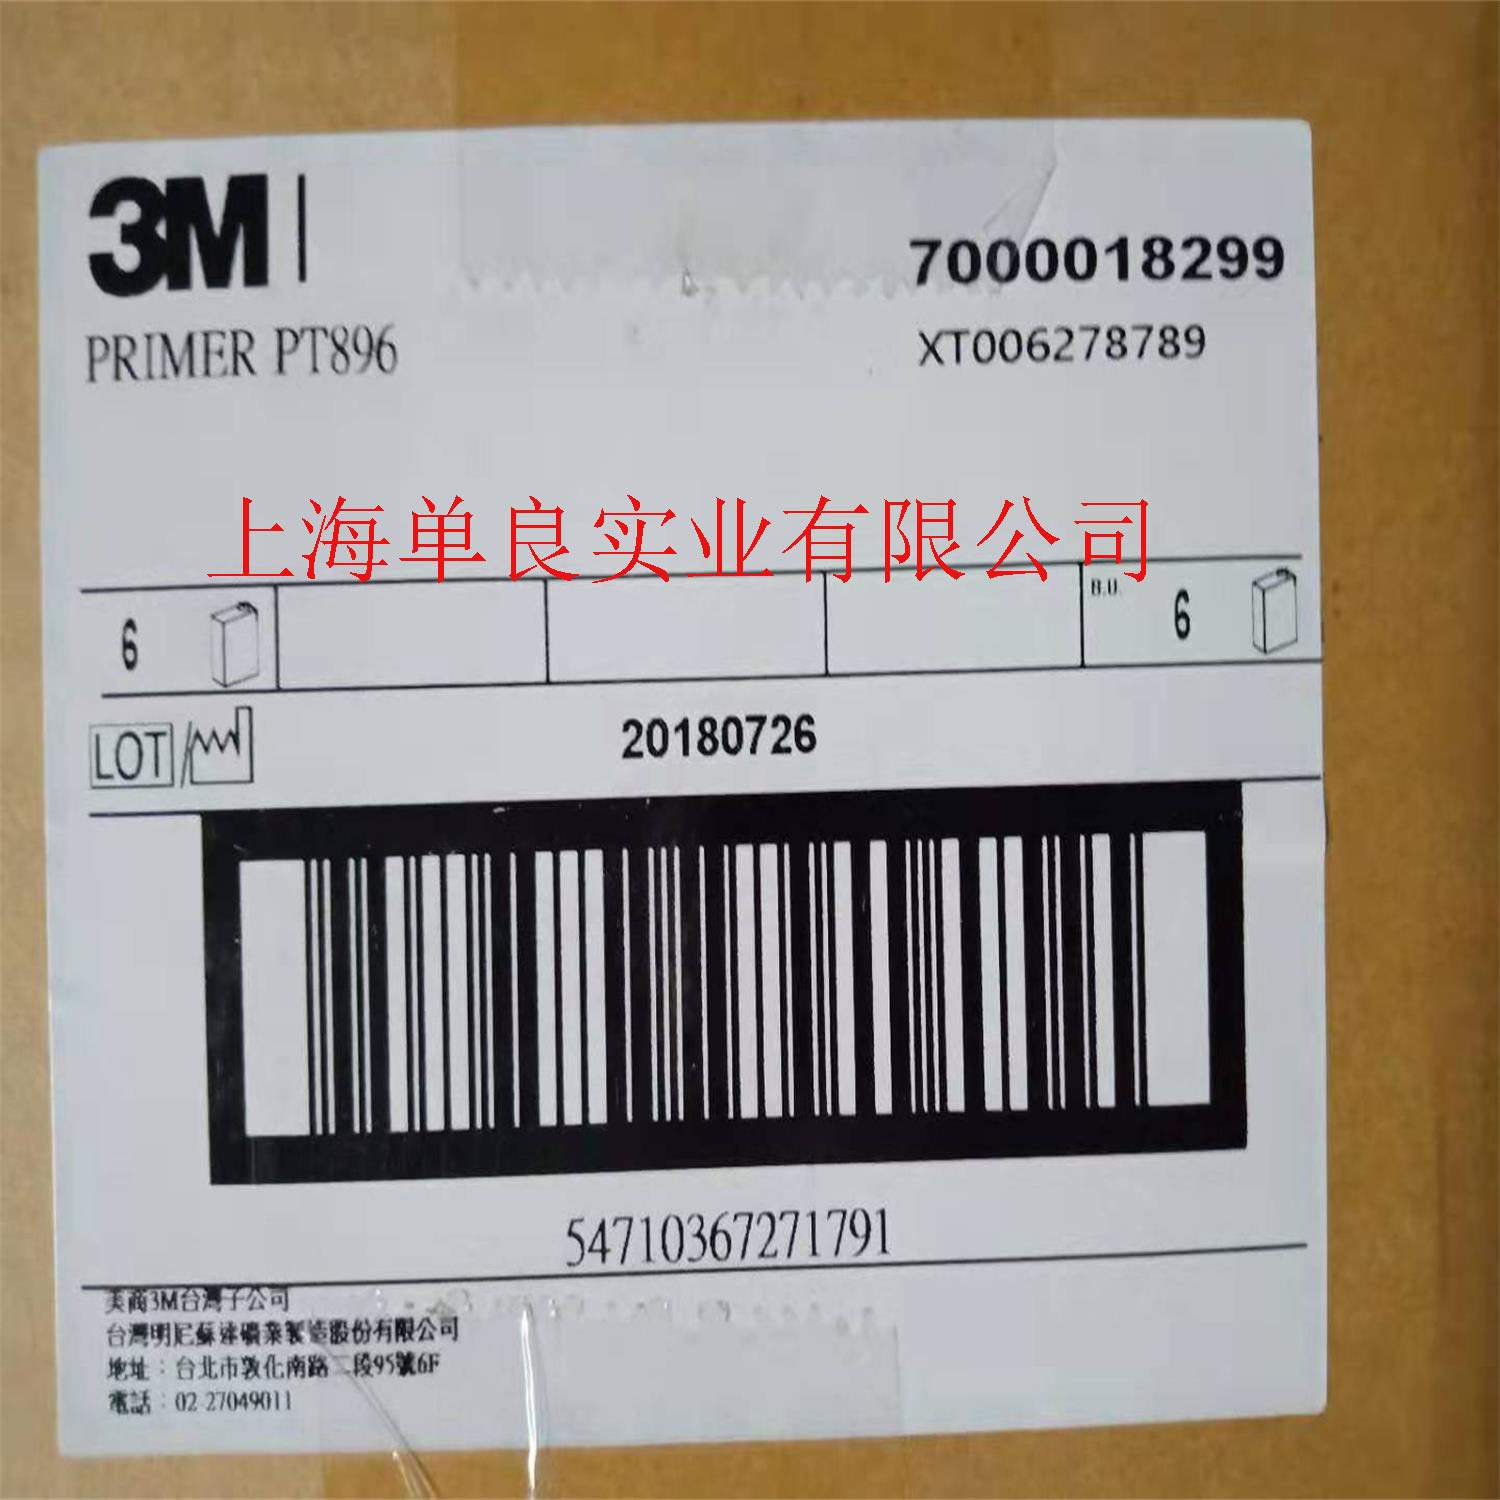 3M
7000018299
PRIMER PT896
XT006278789
上海单良实业有限公司
6
B.U.
6
LOT
20180726
54710367271791
美商3M台灣子公司
台灣明尼蘇達礦業製造股份有限公司
地址：台北市敦化南路二段95號6F
電話：02 27049011